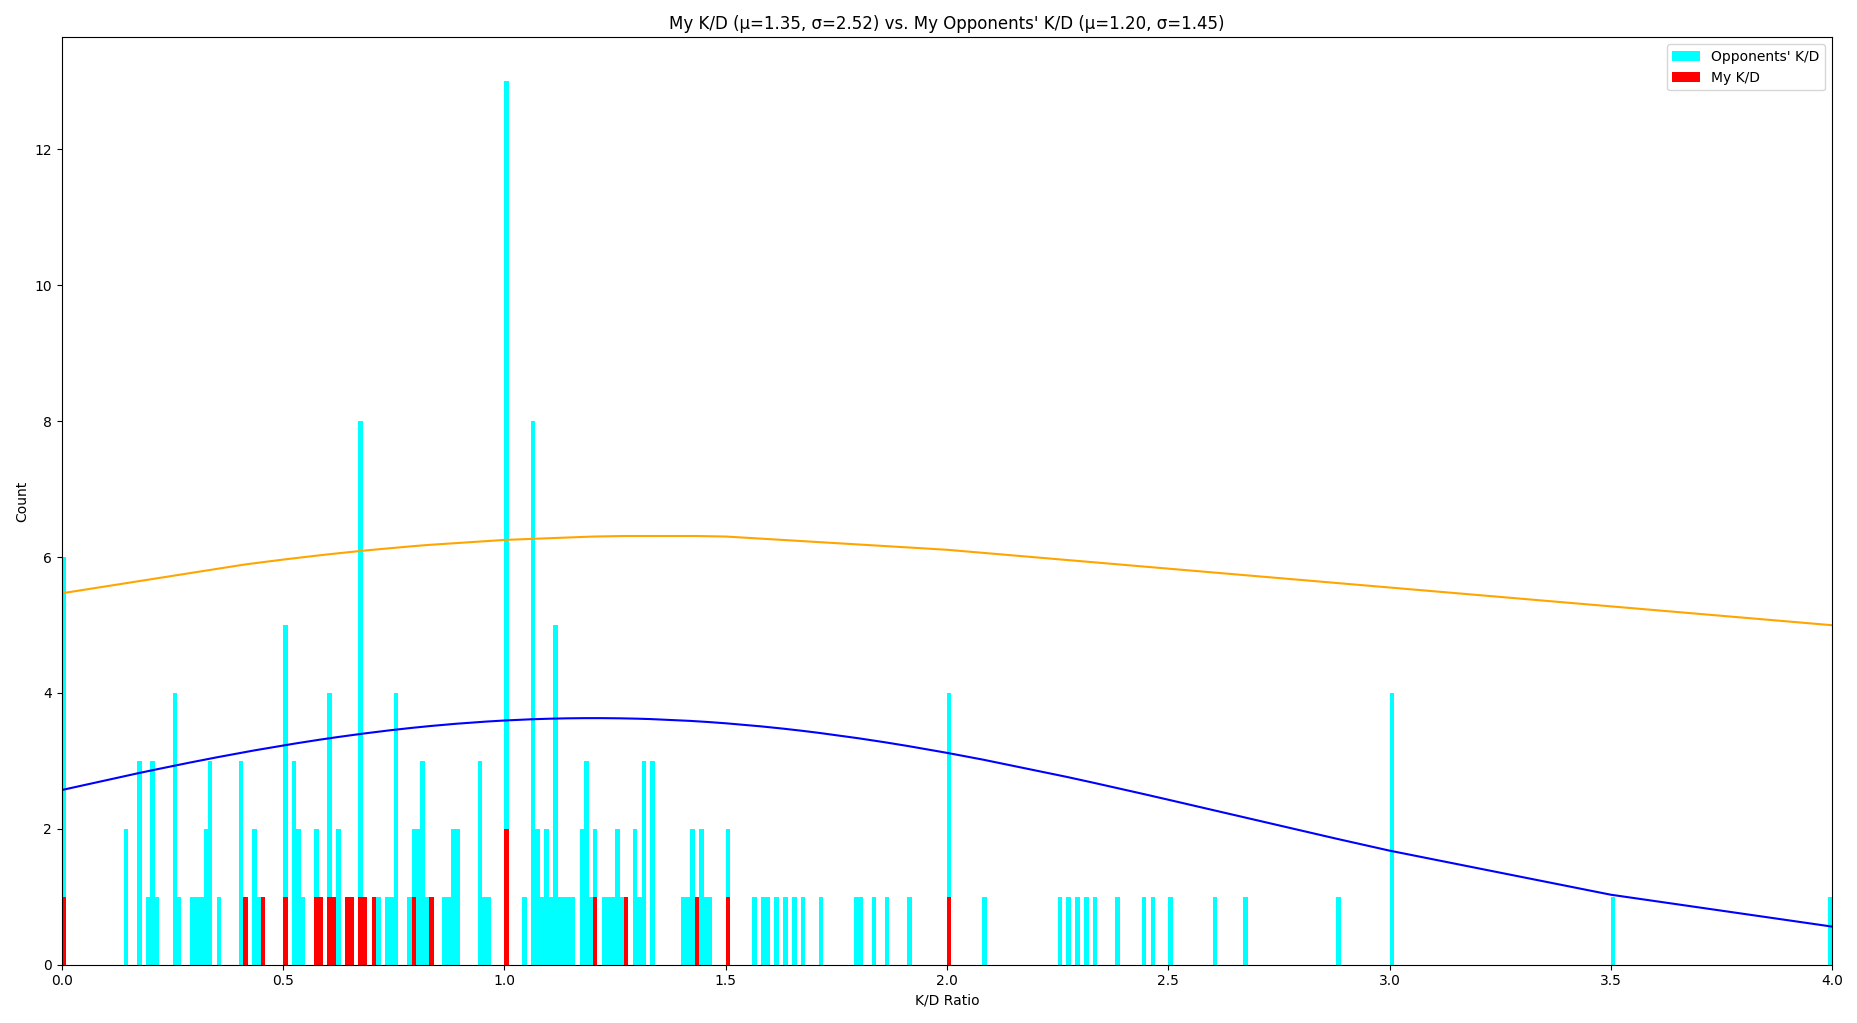 My K/D (μ=1.35, σ=2.52) vs. My Opponents' K/D (μ=1.20, σ=1.45)
Opponents' K/D
My K/D
12
10
8
6
4
2
0
Count
0.0 0.5 1.0 1.5 2.0 2.5 3.0 3.5 4.0
K/D Ratio